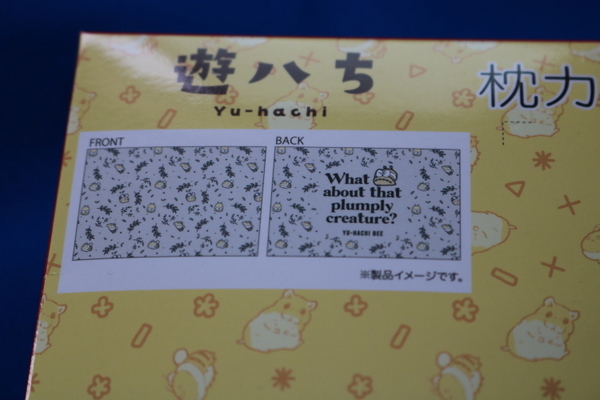 遊ハち
Yu-hachi
枕カ
FRONT
BACK
What
about that
plumply
creature?
YU-HACHI BEE
※製品イメージです。